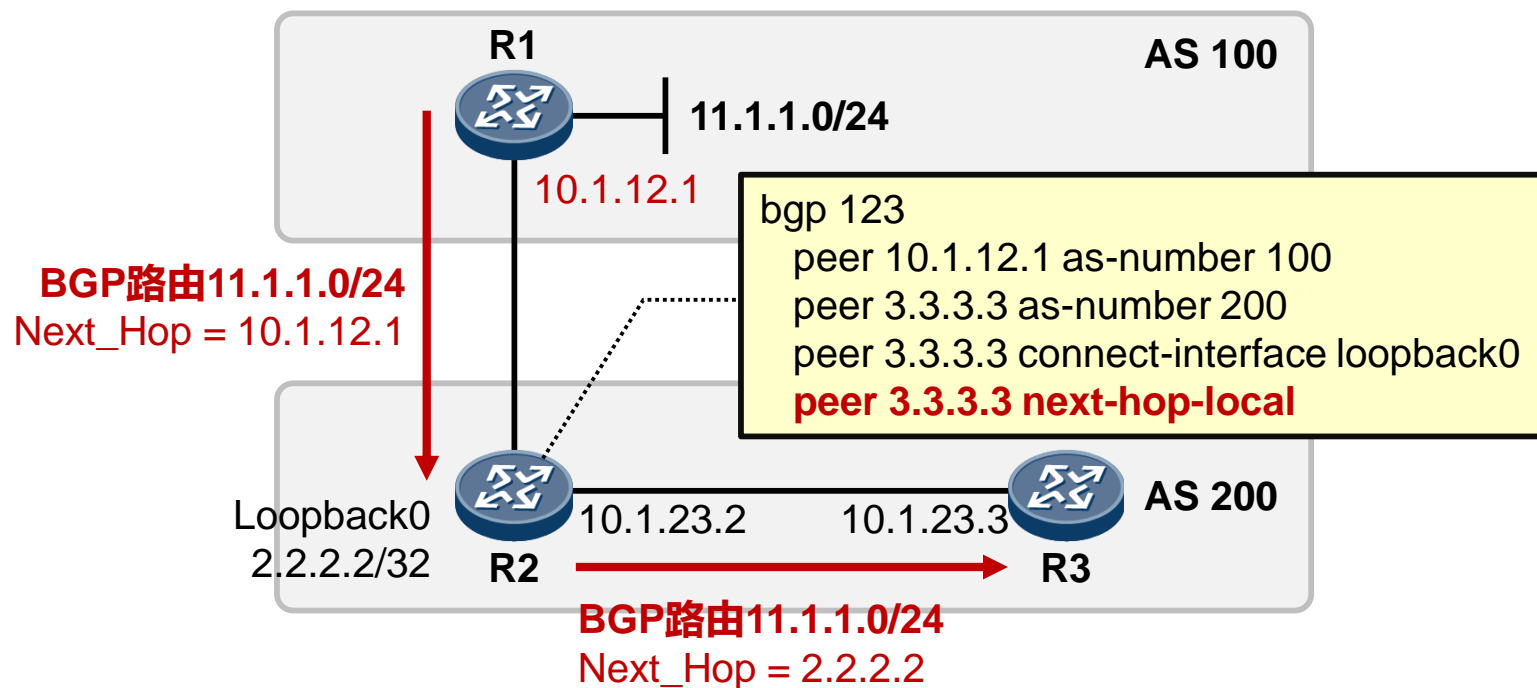 R1
AS 100
11.1.1.0/24
10.1.12.1
bgp 123
peer 10.1.12.1 as-number 100
peer 3.3.3.3 as-number 200
peer 3.3.3.3 connect-interface loopback0
peer 3.3.3.3 next-hop-local
BGP路由11.1.1.0/24
Next_Hop = 10.1.12.1
Loopback0
2.2.2.2/32
R2
10.1.23.2
10.1.23.3
R3
AS 200
BGP路由11.1.1.0/24
Next_Hop = 2.2.2.2